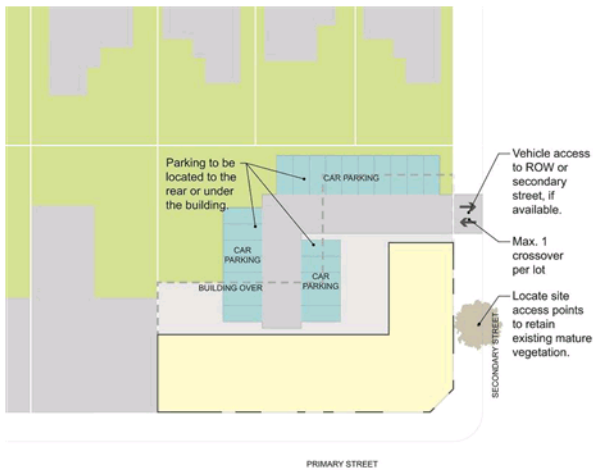 Parking to be
located to the
rear or under
the building.
CAR PARKING
Vehicle access
to ROW or
secondary
street, if
available.
Max. 1
crossover
per lot
CAR
PARKING
CAR
PARKING
BUILDING OVER
Locate site
access points
to retain
existing mature
vegetation.
SECONDARY STREET
PRIMARY STREET